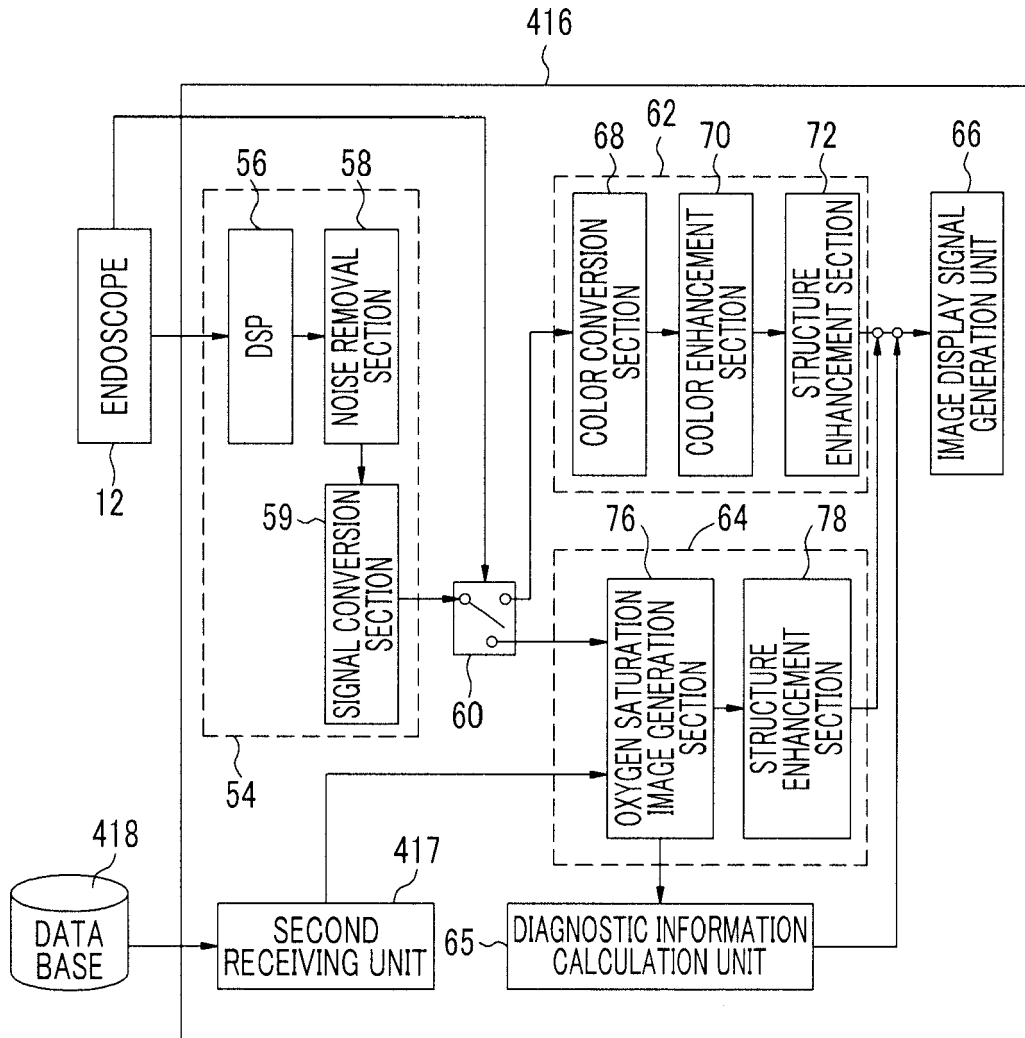 416
62
68
70
72
66
56
58
ENDOSCOPE
12
DSP
NOISE REMOVAL
SECTION
59
SIGNAL CONVERSION
SECTION
54
60
COLOR CONVERSION
SECTION
COLOR ENHANCEMENT
SECTION
STRUCTURE
ENHANCEMENT SECTION
IMAGE DISPLAY SIGNAL
GENERATION UNIT
76
64
78
OXYGEN SATURATION
IMAGE GENERATION
SECTION
STRUCTURE
ENHANCEMENT
SECTION
418
DATA
BASE
417
SECOND
RECEIVING UNIT
65
DIAGNOSTIC INFORMATION
CALCULATION UNIT